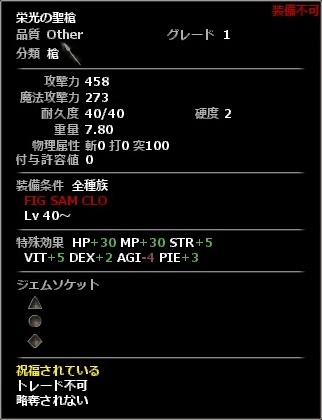 栄光の聖槍
装備不可
品質 Other グレード 1
分類 槍
攻撃力 458
魔法攻撃力 273
耐久度 40/40 硬度 2
重量 7.80
物理属性 斬0 打0 突100
付与許容値 0
装備条件 全種族
FIG SAM CLO
Lv 40～
特殊効果 HP+30 MP+30 STR+5
VIT+5 DEX+2 AGI-4 PIE+3
ジェムソケット
祝福されている
トレード不可
略奪されない